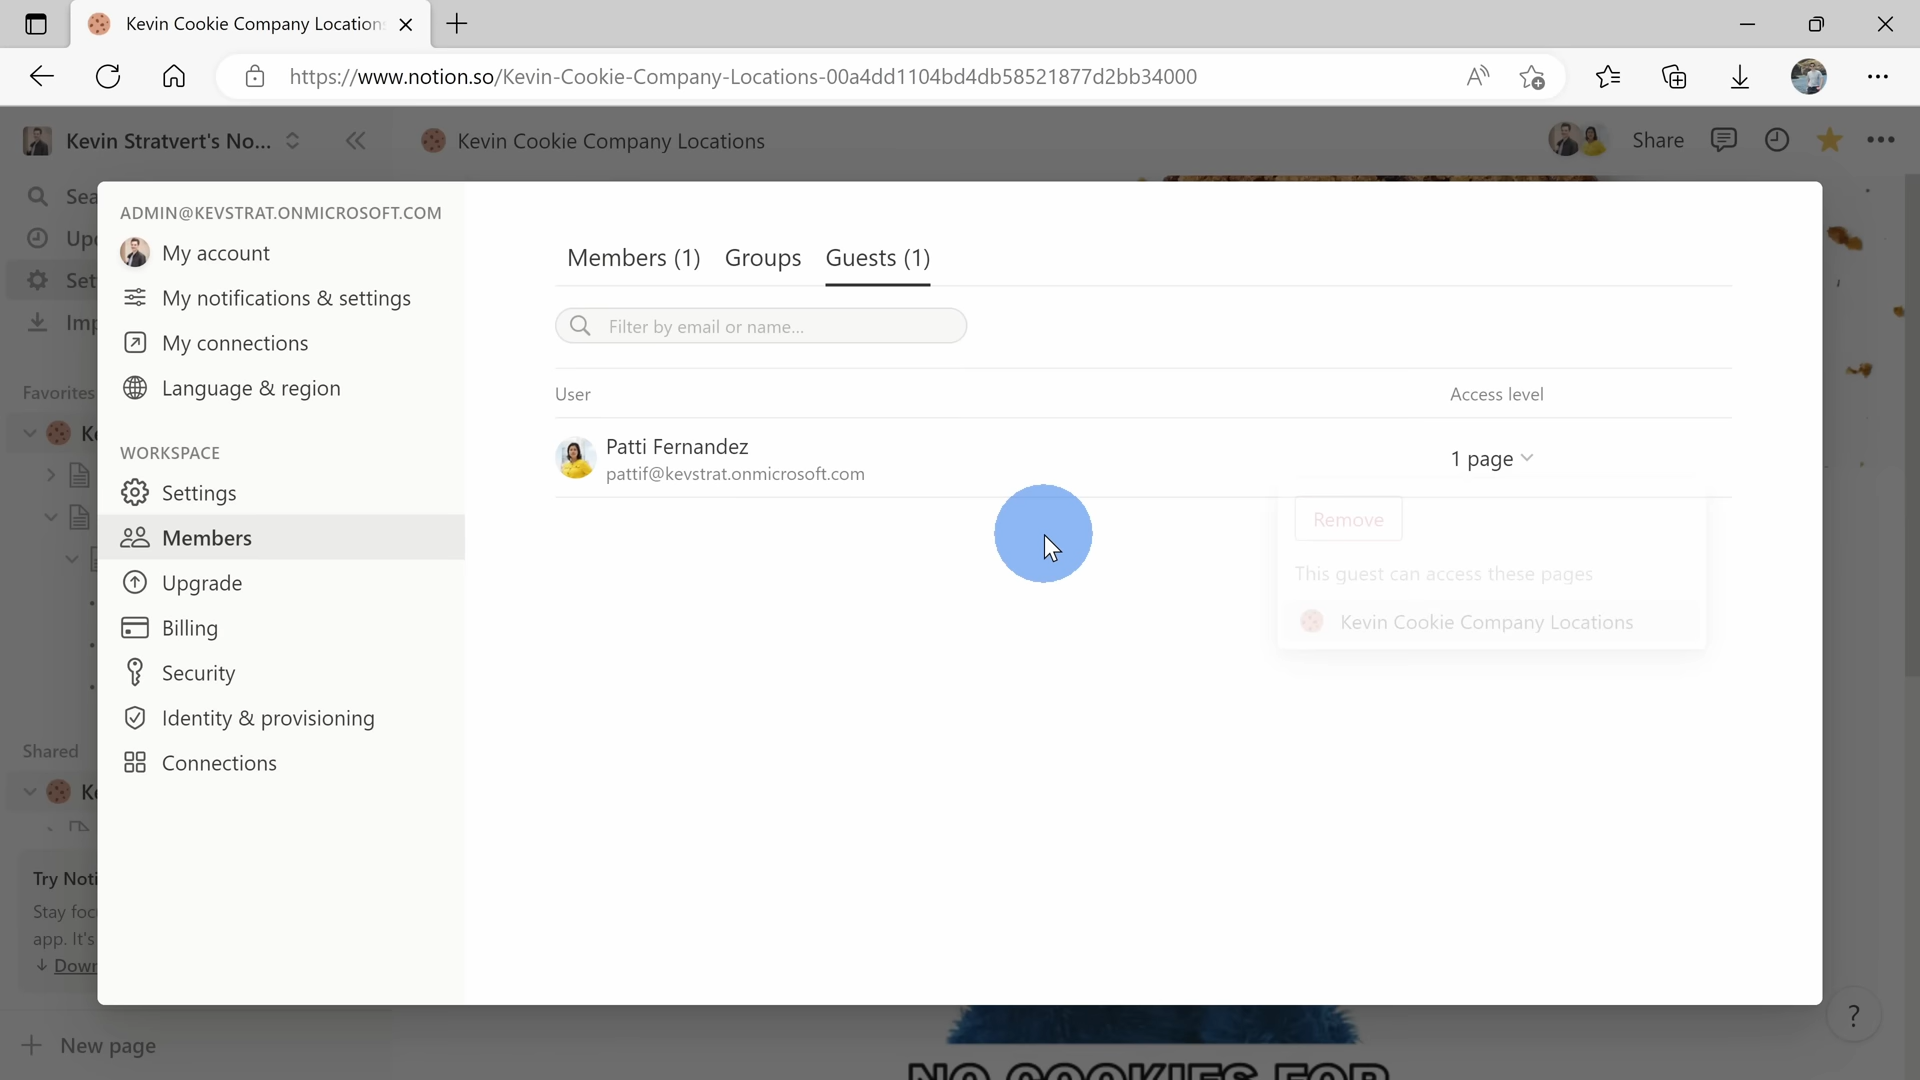 Kevin Cookie Company Location
https://www.notion.so/Kevin-Cookie-Company-Locations-00a4dd1104bd4db58521877d2bb34000
Kevin Stratvert's No...
Kevin Cookie Company Locations
Share
Sea
Upd
Set
Imp
Favorites
Ke
Shared
Ke
Try Noti
Stay foc
app. It's
Down
New page
ADMIN@KEVSTRAT.ONMICROSOFT.COM
My account
My notifications & settings
My connections
Language & region
WORKSPACE
Settings
Members
Upgrade
Billing
Security
Identity & provisioning
Connections
Members (1) Groups Guests (1)
Filter by email or name...
User Access level
Patti Fernandez
pattif@kevstrat.onmicrosoft.com
1 page
Remove
This guest can access these pages
Kevin Cookie Company Locations
?
NO COOKIES FOR